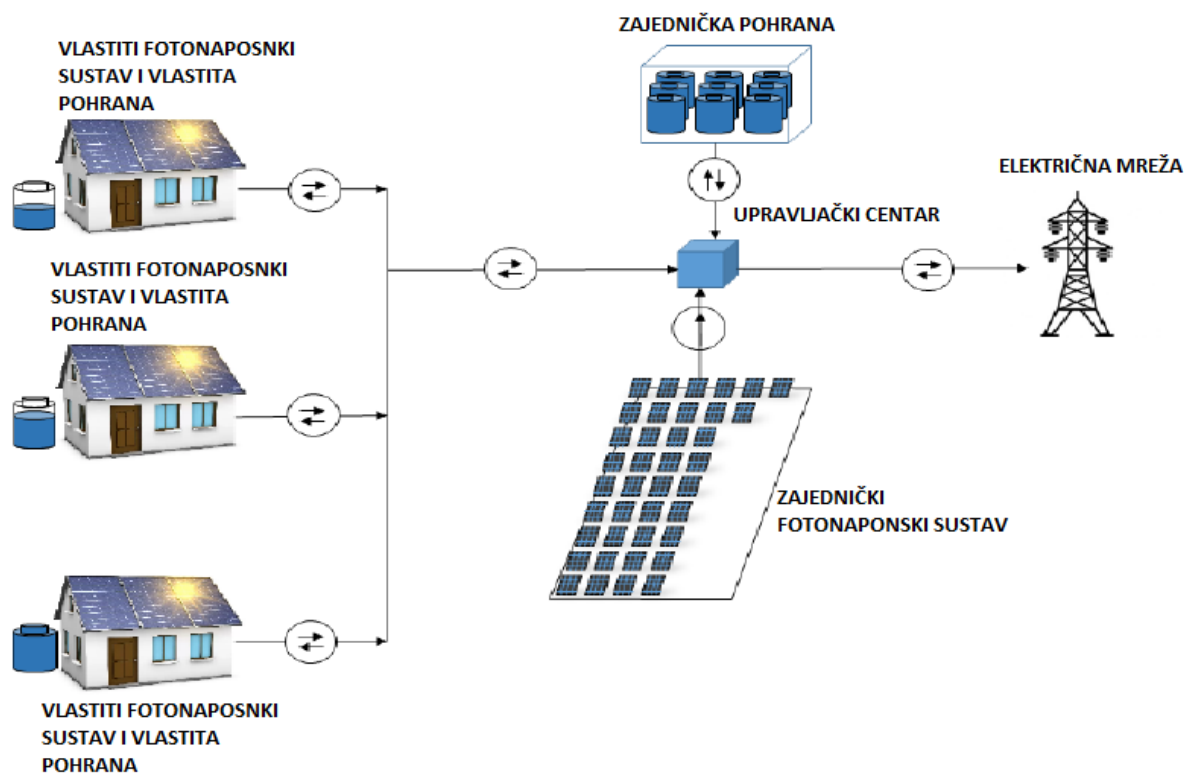 VLASTITI FOTONAPOSNKI
SUSTAV I VLASTITA
POHRANA
ZAJEDNIČKA POHRANA
ELEKTRIČNA MREŽA
UPRAVLJAČKI CENTAR
VLASTITI FOTONAPOSNKI
SUSTAV I VLASTITA
POHRANA
ZAJEDNIČKI
FOTONAPONSKI SUSTAV
VLASTITI FOTONAPOSNKI
SUSTAV I VLASTITA
POHRANA